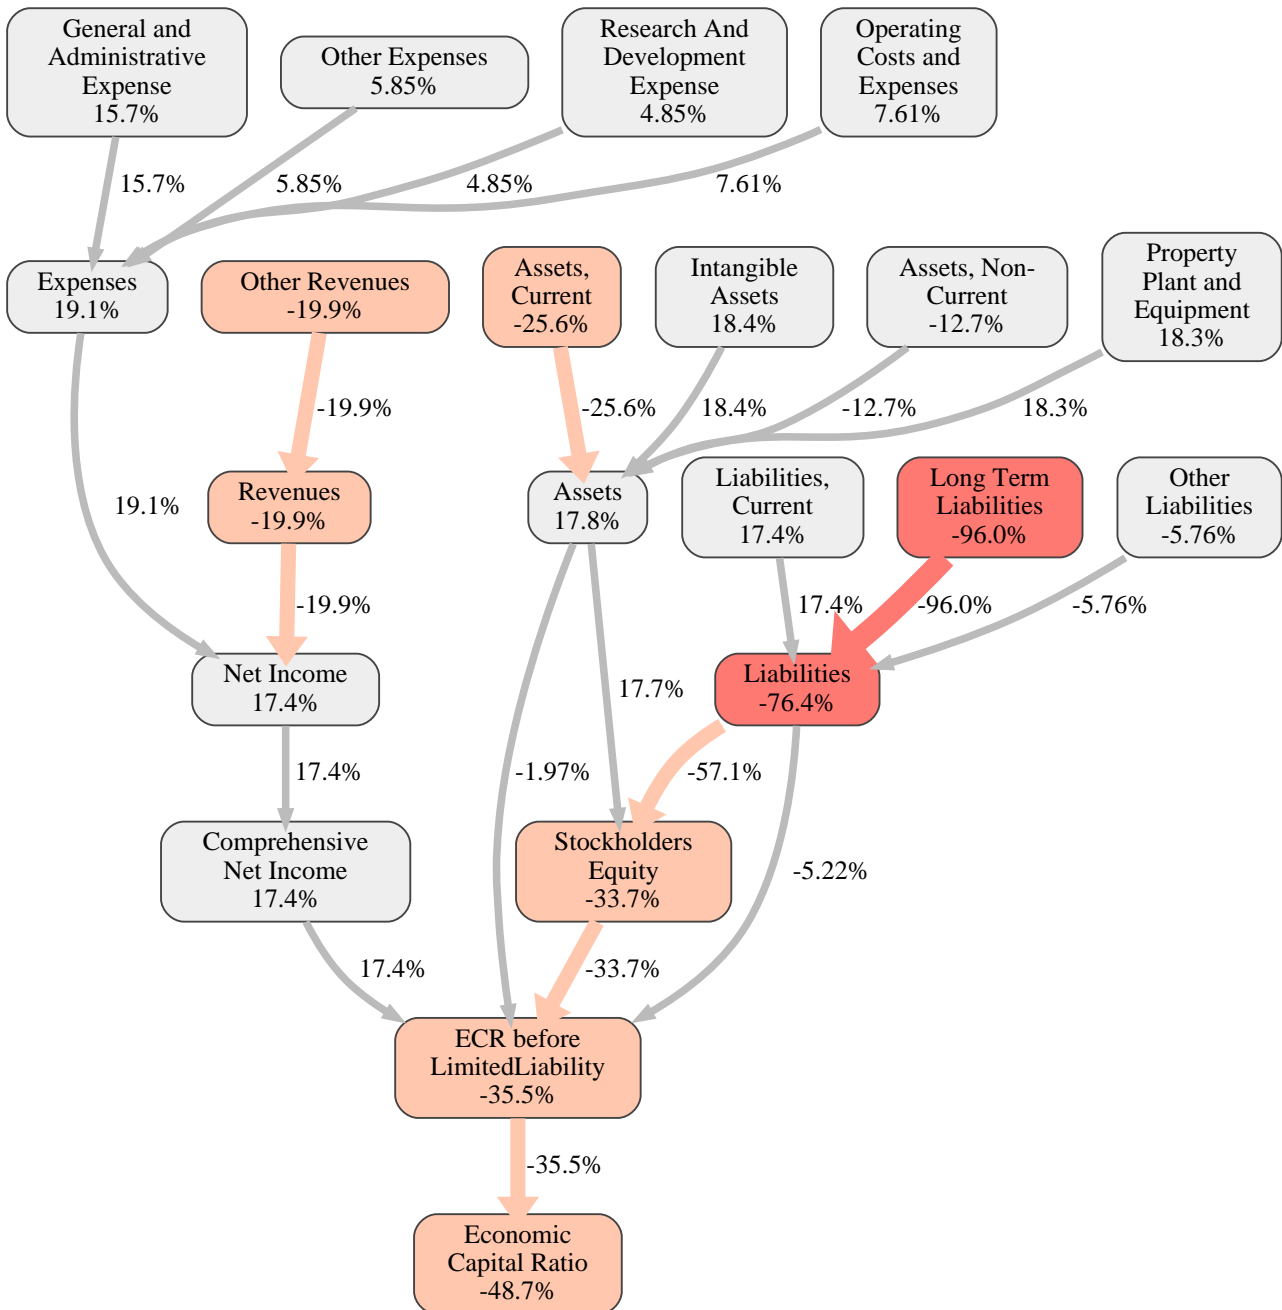 General and
Administrative
Expense
15.7%
Other Expenses
5.85%
Research And
Development
Expense
4.85%
Operating
Costs and
Expenses
7.61%
15.7%
5.85%
4.85%
7.61%
Expenses
19.1%
Other Revenues
-19.9%
Assets,
Current
-25.6%
Intangible
Assets
18.4%
Assets, Non-
Current
-12.7%
Property
Plant and
Equipment
18.3%
-19.9%
-25.6%
18.4%
-12.7%
18.3%
19.1%
Revenues
-19.9%
Assets
17.8%
Liabilities,
Current
17.4%
Long Term
Liabilities
-96.0%
Other
Liabilities
-5.76%
-19.9%
17.4%
-96.0%
-5.76%
Net Income
17.4%
17.7%
Liabilities
-76.4%
17.4%
-1.97%
-57.1%
Comprehensive
Net Income
17.4%
Stockholders
Equity
-33.7%
-5.22%
17.4%
-33.7%
ECR before
LimitedLiability
-35.5%
-35.5%
Economic
Capital Ratio
-48.7%